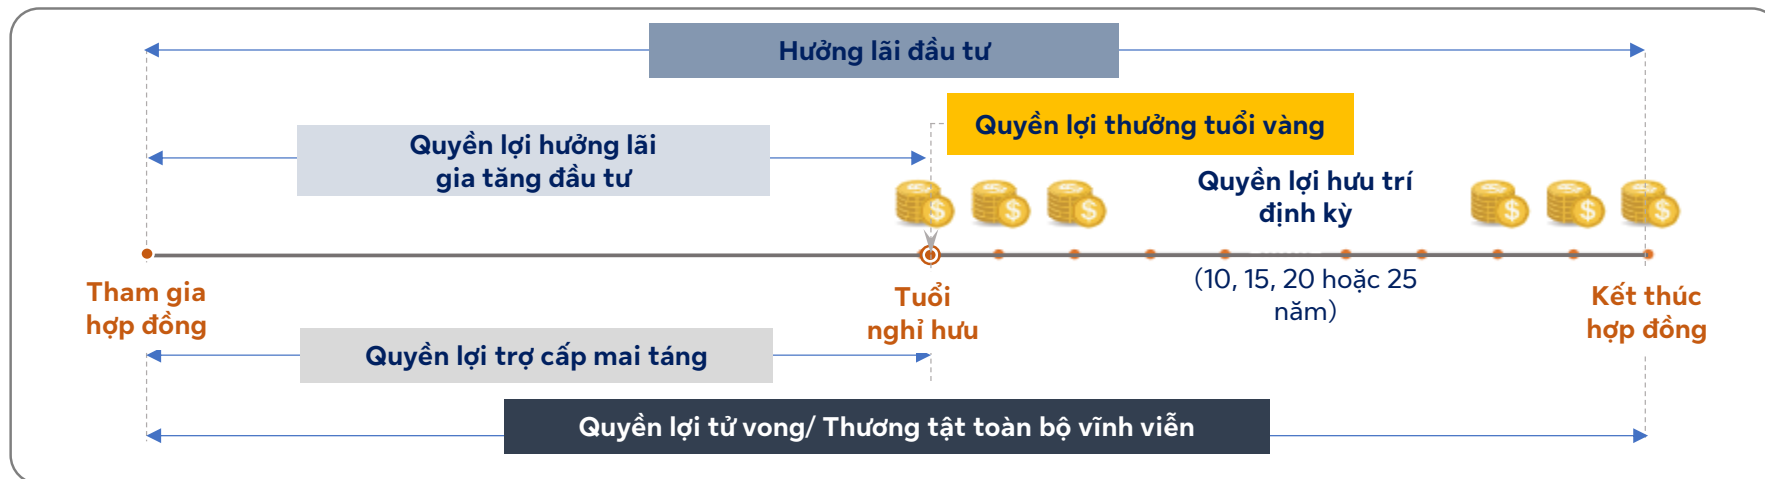 Hưởng lãi đầu tư
Quyền lợi thưởng tuổi vàng
Quyền lợi hưởng lãi
gia tăng đầu tư
Quyền lợi hưu trí
định kỳ
(10, 15, 20 hoặc 25
năm)
Tham gia
hợp đồng
Tuổi
nghỉ hưu
Kết thúc
hợp đồng
Quyền lợi trợ cấp mai táng
Quyền lợi tử vong/ Thương tật toàn bộ vĩnh viễn